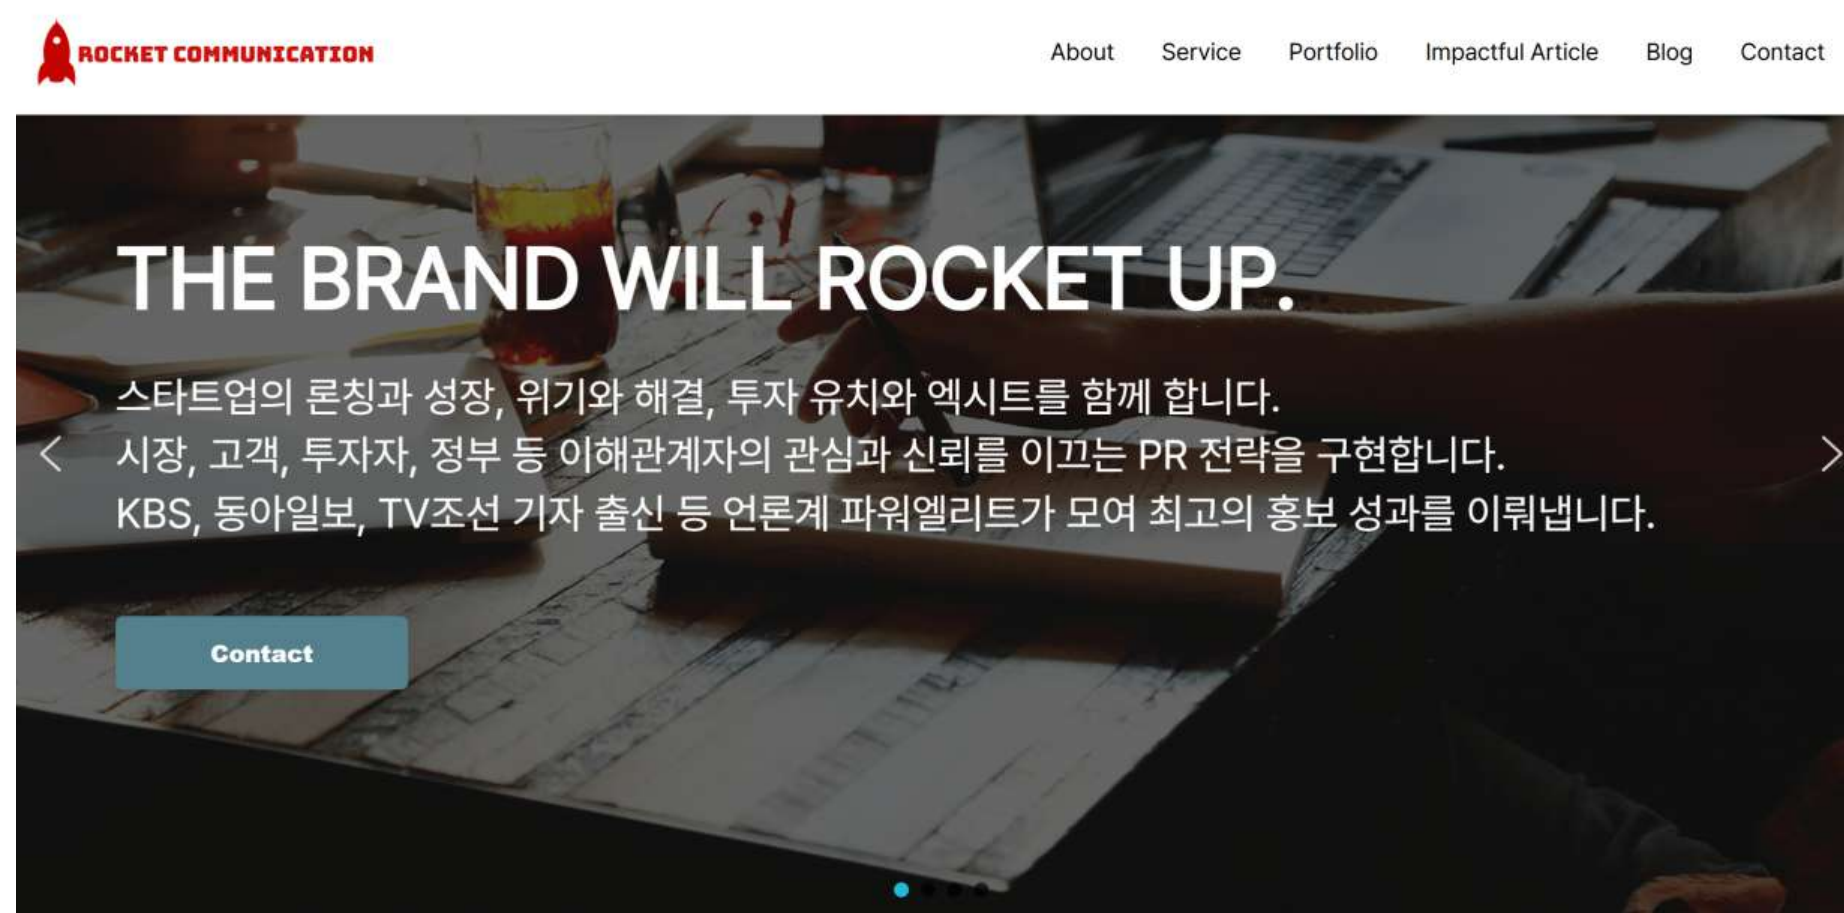 ROCKET COMMUNICATION
About Service Portfolio Impactful Article Blog Contact
THE BRAND WILL ROCKET UP.
스타트업의 론칭과 성장, 위기와 해결, 투자 유치와 엑시트를 함께 합니다.
시장, 고객, 투자자, 정부 등 이해관계자의 관심과 신뢰를 이끄는 PR 전략을 구현합니다.
KBS, 동아일보, TV조선 기자 출신 등 언론계 파워엘리트가 모여 최고의 홍보 성과를 이뤄냅니다.
Contact